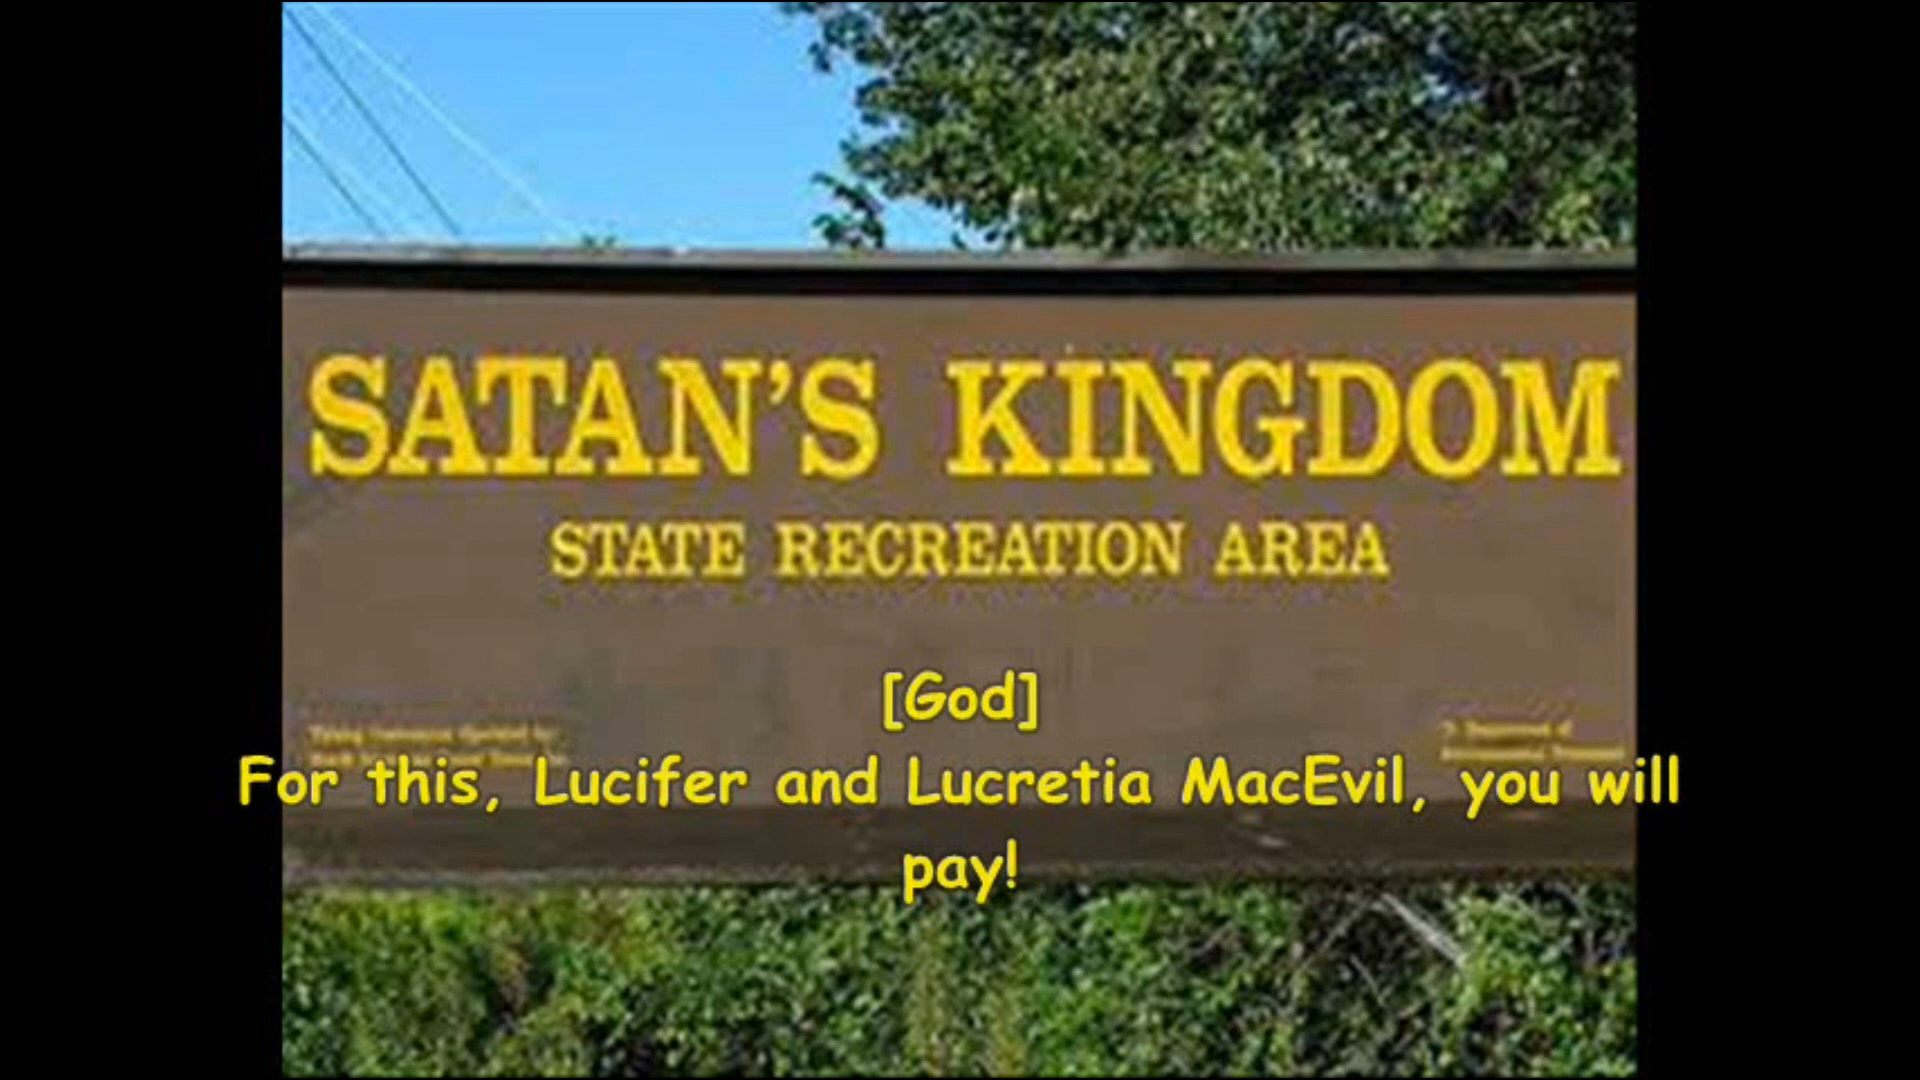 SATAN'S KINGDOM
STATE RECREATION AREA
[God]
For this, Lucifer and Lucretia MacEvil, you will
pay!